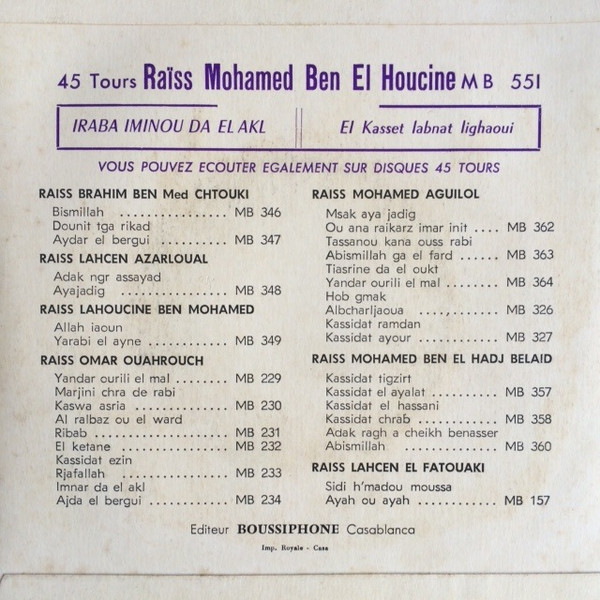 45 Tours Raïss Mohamed Ben El Houcine MB 551
IRABA IMINOU DA EL AKL
El Kasset labnat lighaoui
VOUS POUVEZ ECOUTER EGALEMENT SUR DISQUES 45 TOURS
RAISS BRAHIM BEN Med CHTOUKI
Bismillah ................ MB 346
Dounit tga rikad
Aydar el bergui ........... MB 347
RAISS LAHCEN AZARLOUAL
Adak ngr assayad
Ayajadig ................ MB 348
RAISS LAHOUCINE BEN MOHAMED
Allah iaoun
Yarabi el ayne ............ MB 349
RAISS OMAR OUAHROUCH
Yandar ourili el mal ........ MB 229
Marjini chra de rabi
Kaswa asria .............. MB 230
Al ralbaz ou el ward
Ribab .................... MB 231
El ketane ................ MB 232
Kassidat ezin
Rjafallah ................ MB 233
Imnar da el akl
Ajda el bergui ............ MB 234
RAISS MOHAMED AGUILOL
Msak aya jadig
Ou ana raikarz imar init .... MB 362
Tassanou kana ouss rabi
Abismillah ga el fard ...... MB 363
Tiasrine da el oukt
Yandar ourili el mal ........ MB 364
Hob gmak
Albcharljaoua ............ MB 326
Kassidat ramdan
Kassidat ayour ............ MB 327
RAISS MOHAMED BEN EL HADJ BELAID
Kassidat tigzirt
Kassidat el ayalat .......... MB 357
Kassidat el hassani
Kassidat chrab ............ MB 358
Adak ragh a cheikh benasser
Abismillah ................ MB 360
RAISS LAHCEN EL FATOUAKI
Sidi h'madou moussa
Ayah ou ayah ............ MB 157
Editeur BOUSSIPHONE Casablanca
Imp. Royale - Casa